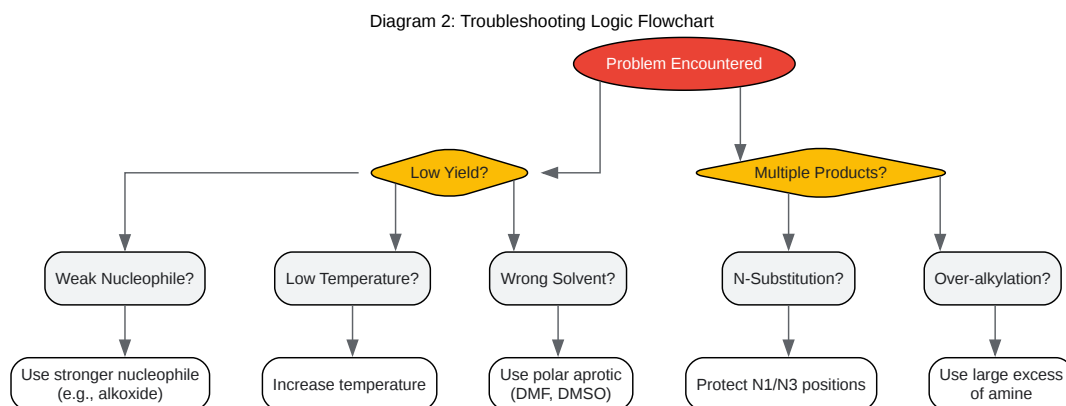 Diagram 2: Troubleshooting Logic Flowchart
Problem Encountered
Low Yield?
Multiple Products?
Weak Nucleophile?
Low Temperature?
Wrong Solvent?
N-Substitution?
Over-alkylation?
Use stronger nucleophile
(e.g., alkoxide)
Increase temperature
Use polar aprotic
(DMF, DMSO)
Protect N1/N3 positions
Use large excess
of amine